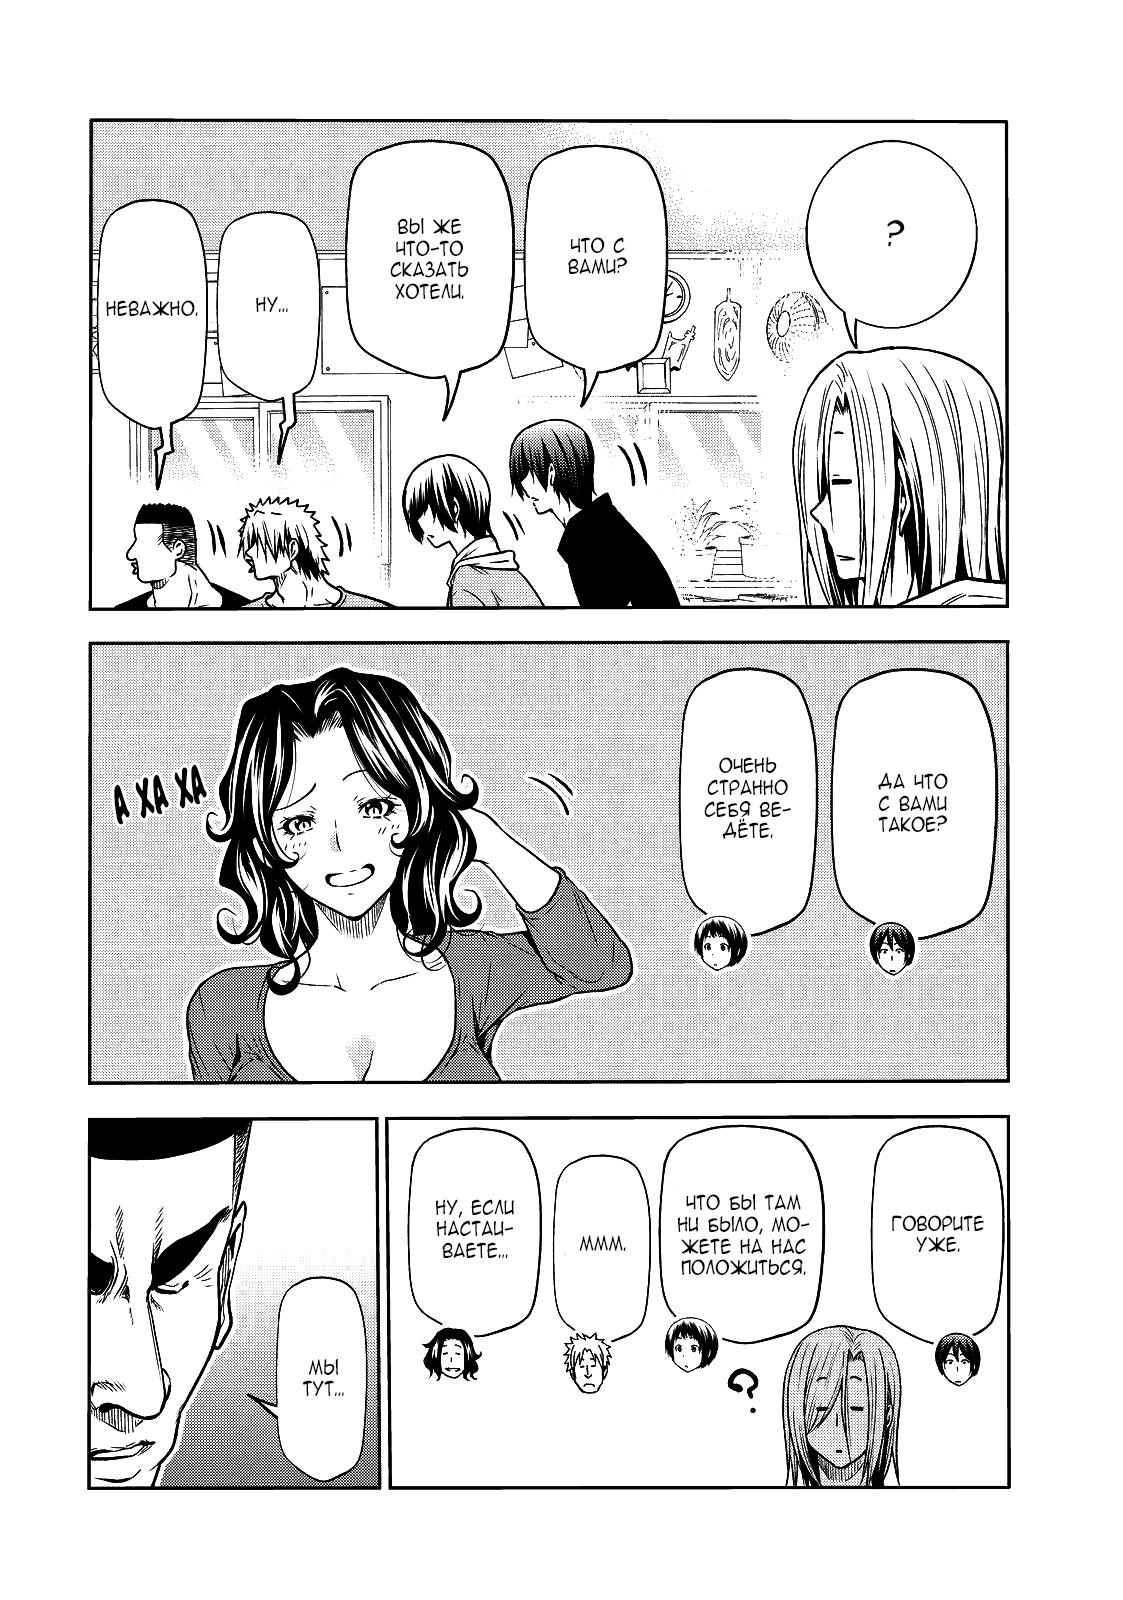 ?
ЧТО С
ВАМИ?
ВЫ ЖЕ
ЧТО-ТО
СКАЗАТЬ
ХОТЕЛИ.
НУ...
НЕВАЖНО.
ДА ЧТО
С ВАМИ
ТАКОЕ?
ОЧЕНЬ
СТРАННО
СЕБЯ ВЕ-
ДЁТЕ.
А ХА ХА
ГОВОРИТЕ
УЖЕ.
ЧТО БЫ ТАМ
НИ БЫЛО, МО-
ЖЕТЕ НА НАС
ПОЛОЖИТЬСЯ.
?
МММ.
НУ, ЕСЛИ
НАСТАИ-
ВАЕТЕ...
МЫ
ТУТ...